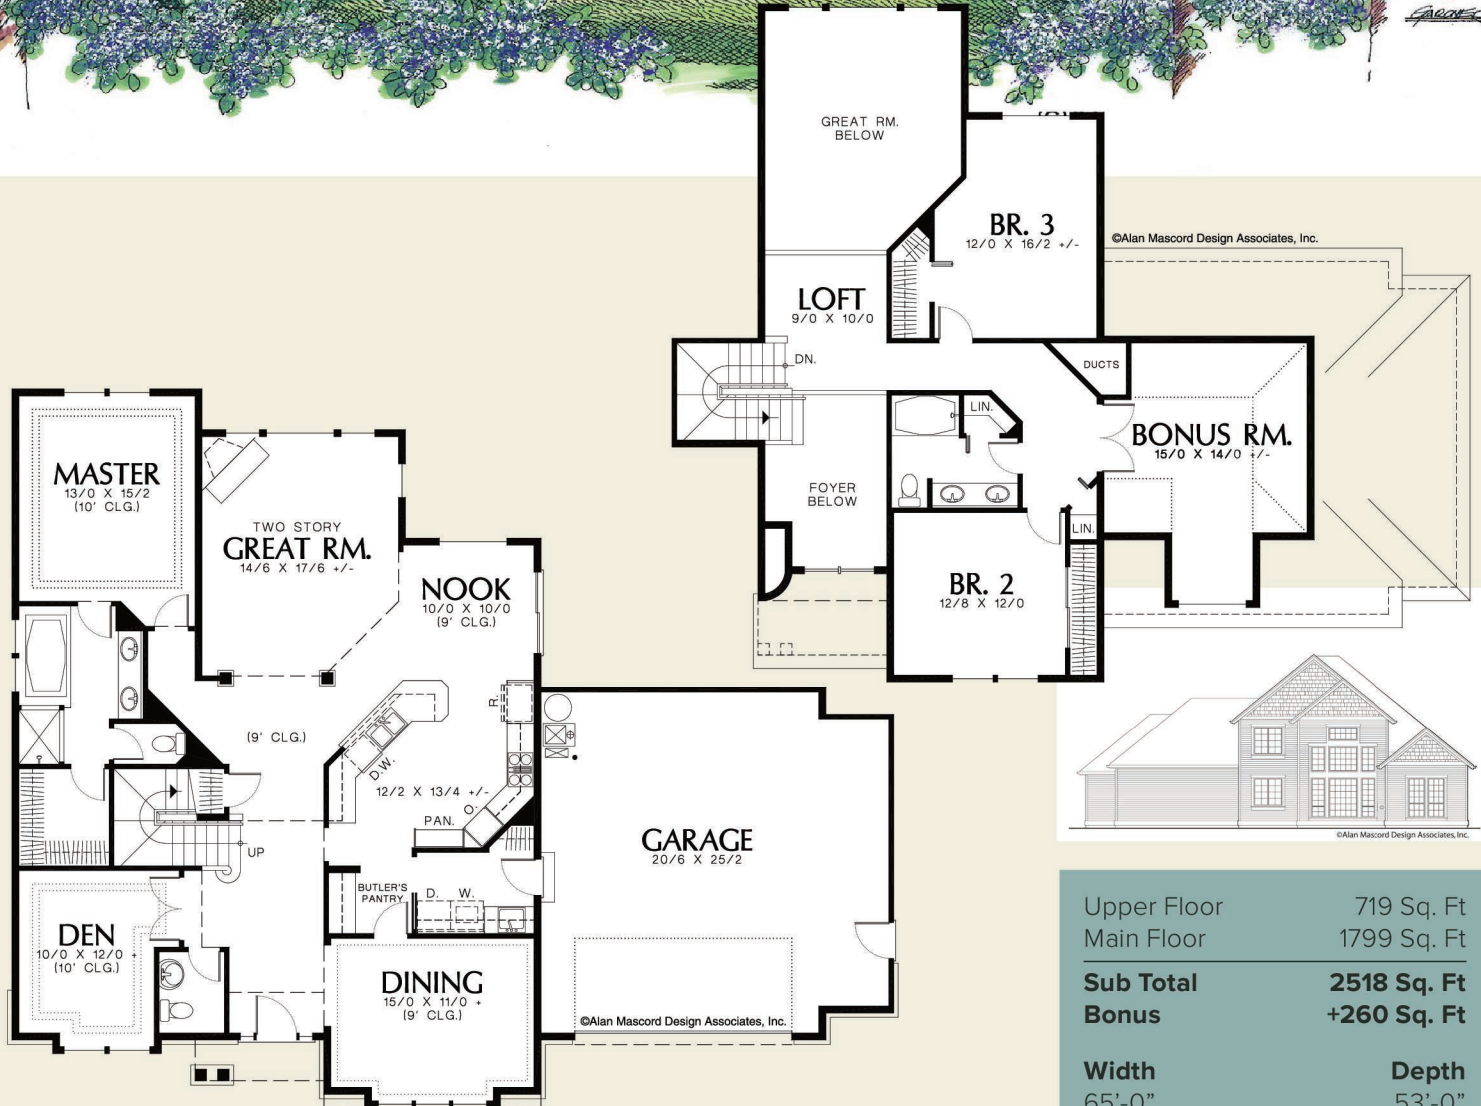 GREAT RM.
BELOW
BR. 3
12/0 X 16/2 +/-
©Alan Mascord Design Associates, Inc.
LOFT
9/0 X 10/0
DN.
DUCTS
LIN.
BONUS RM.
15/0 X 14/0 +/-
FOYER
BELOW
LIN.
BR. 2
12/8 X 12/0
MASTER
13/0 X 15/2
(10' CLG.)
TWO STORY
GREAT RM.
14/6 X 17/6 +/-
NOOK
10/0 X 10/0
(9' CLG.)
R.
(9' CLG.)
D.W.
12/2 X 13/4 +/-
O.
PAN.
UP
BUTLER'S
PANTRY
D. W.
GARAGE
20/6 X 25/2
DEN
10/0 X 12/0 +
(10' CLG.)
DINING
15/0 X 11/0 +
(9' CLG.)
©Alan Mascord Design Associates, Inc.
©Alan Mascord Design Associates, Inc.
Upper Floor 719 Sq. Ft
Main Floor 1799 Sq. Ft
Sub Total 2518 Sq. Ft
Bonus +260 Sq. Ft
Width Depth
65'-0" 53'-0"